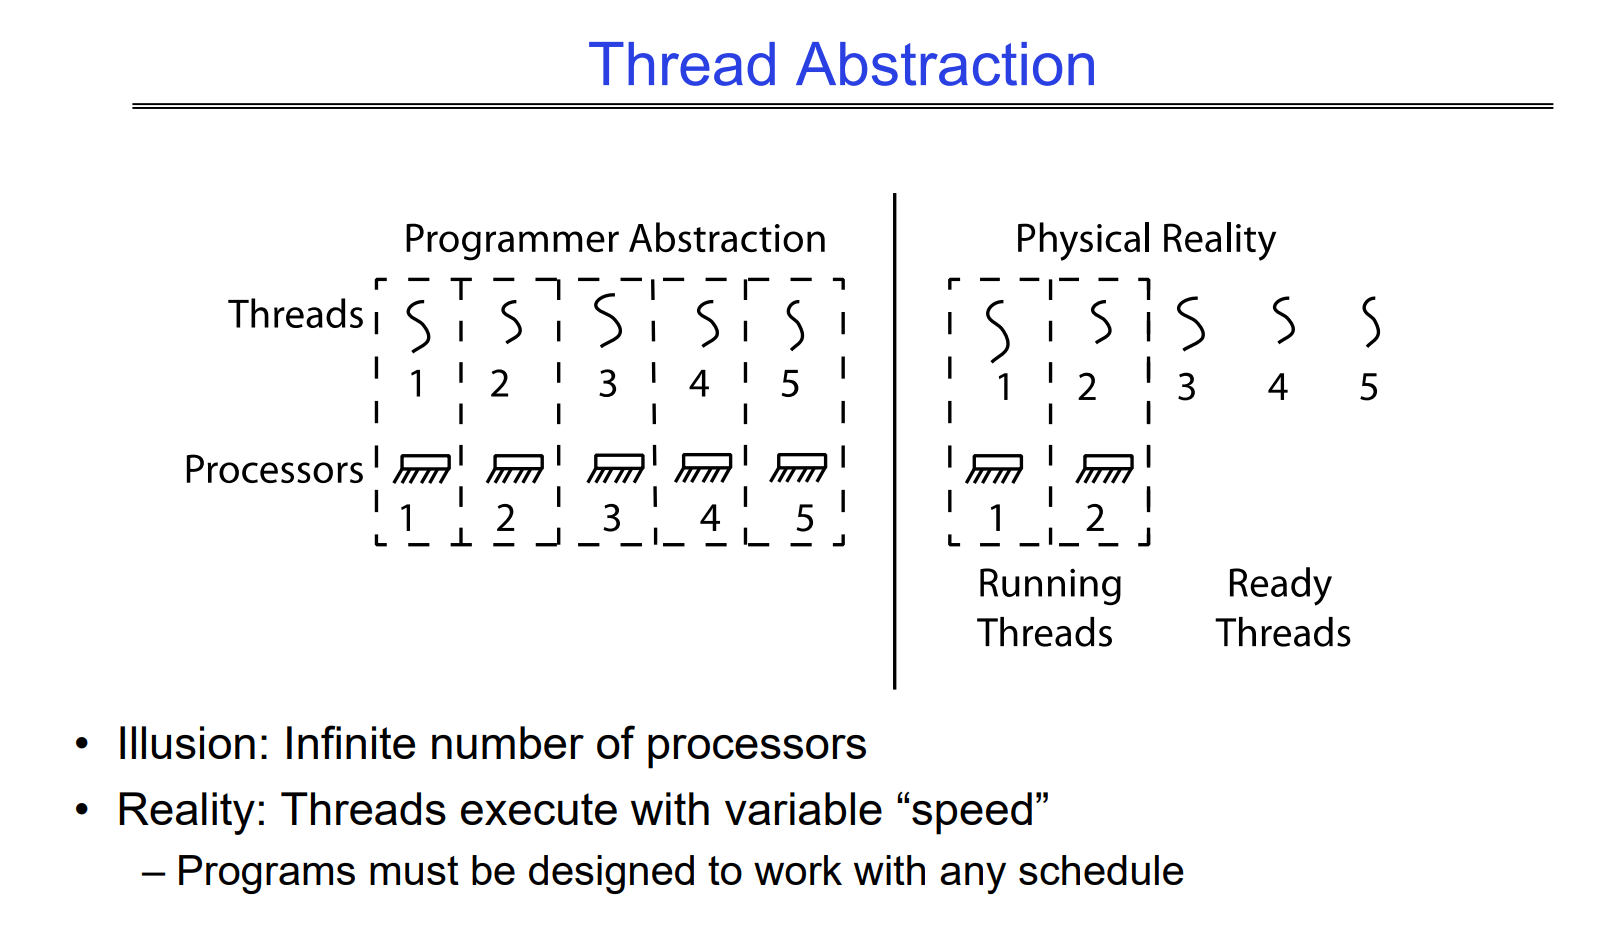 Thread Abstraction
Programmer Abstraction
Threads
1 2 3 4 5
Processors
1 2 3 4 5
Physical Reality
1 2 3 4 5
1 2
Running
Threads
Ready
Threads
• Illusion: Infinite number of processors
• Reality: Threads execute with variable “speed”
– Programs must be designed to work with any schedule